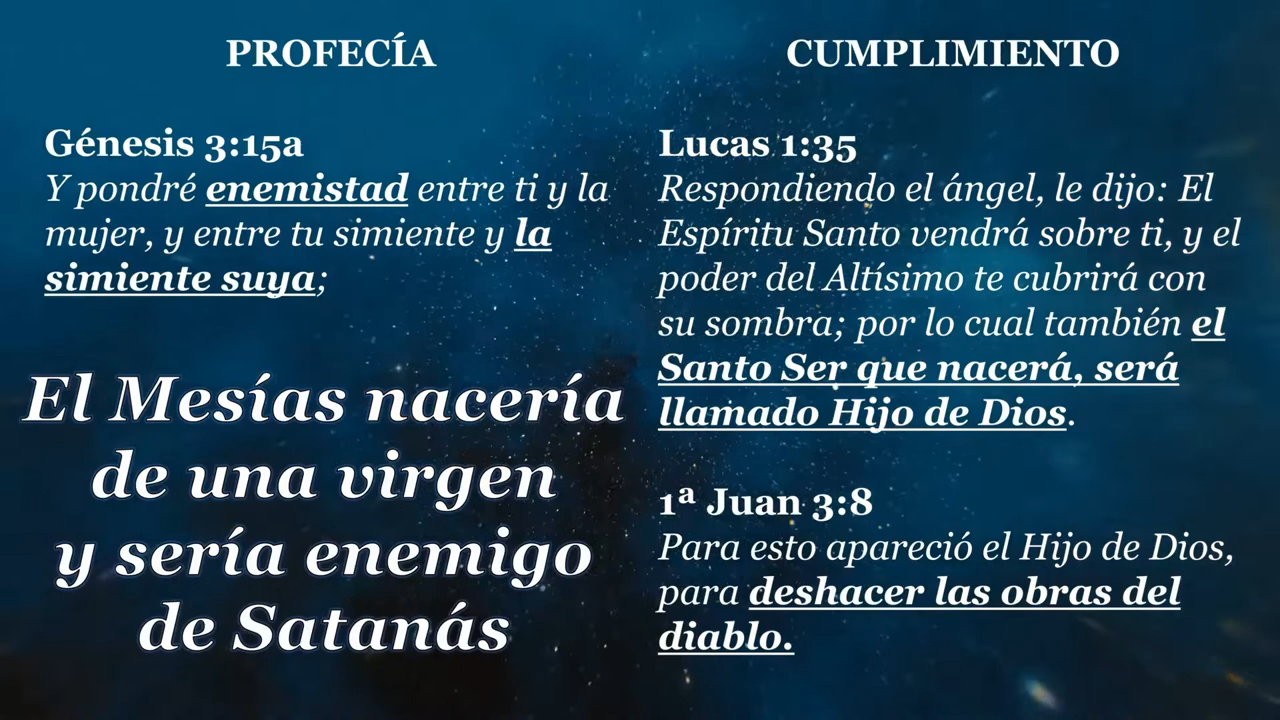 PROFECÍA
Génesis 3:15a
Y pondré enemistad entre ti y la
mujer, y entre tu simiente y la
simiente suya;
El Mesías nacería
de una virgen
y sería enemigo
de Satanás
CUMPLIMIENTO
Lucas 1:35
Respondiendo el ángel, le dijo: El
Espíritu Santo vendrá sobre ti, y el
poder del Altísimo te cubrirá con
su sombra; por lo cual también el
Santo Ser que nacerá, será
llamado Hijo de Dios.
1ª Juan 3:8
Para esto apareció el Hijo de Dios,
para deshacer las obras del
diablo.